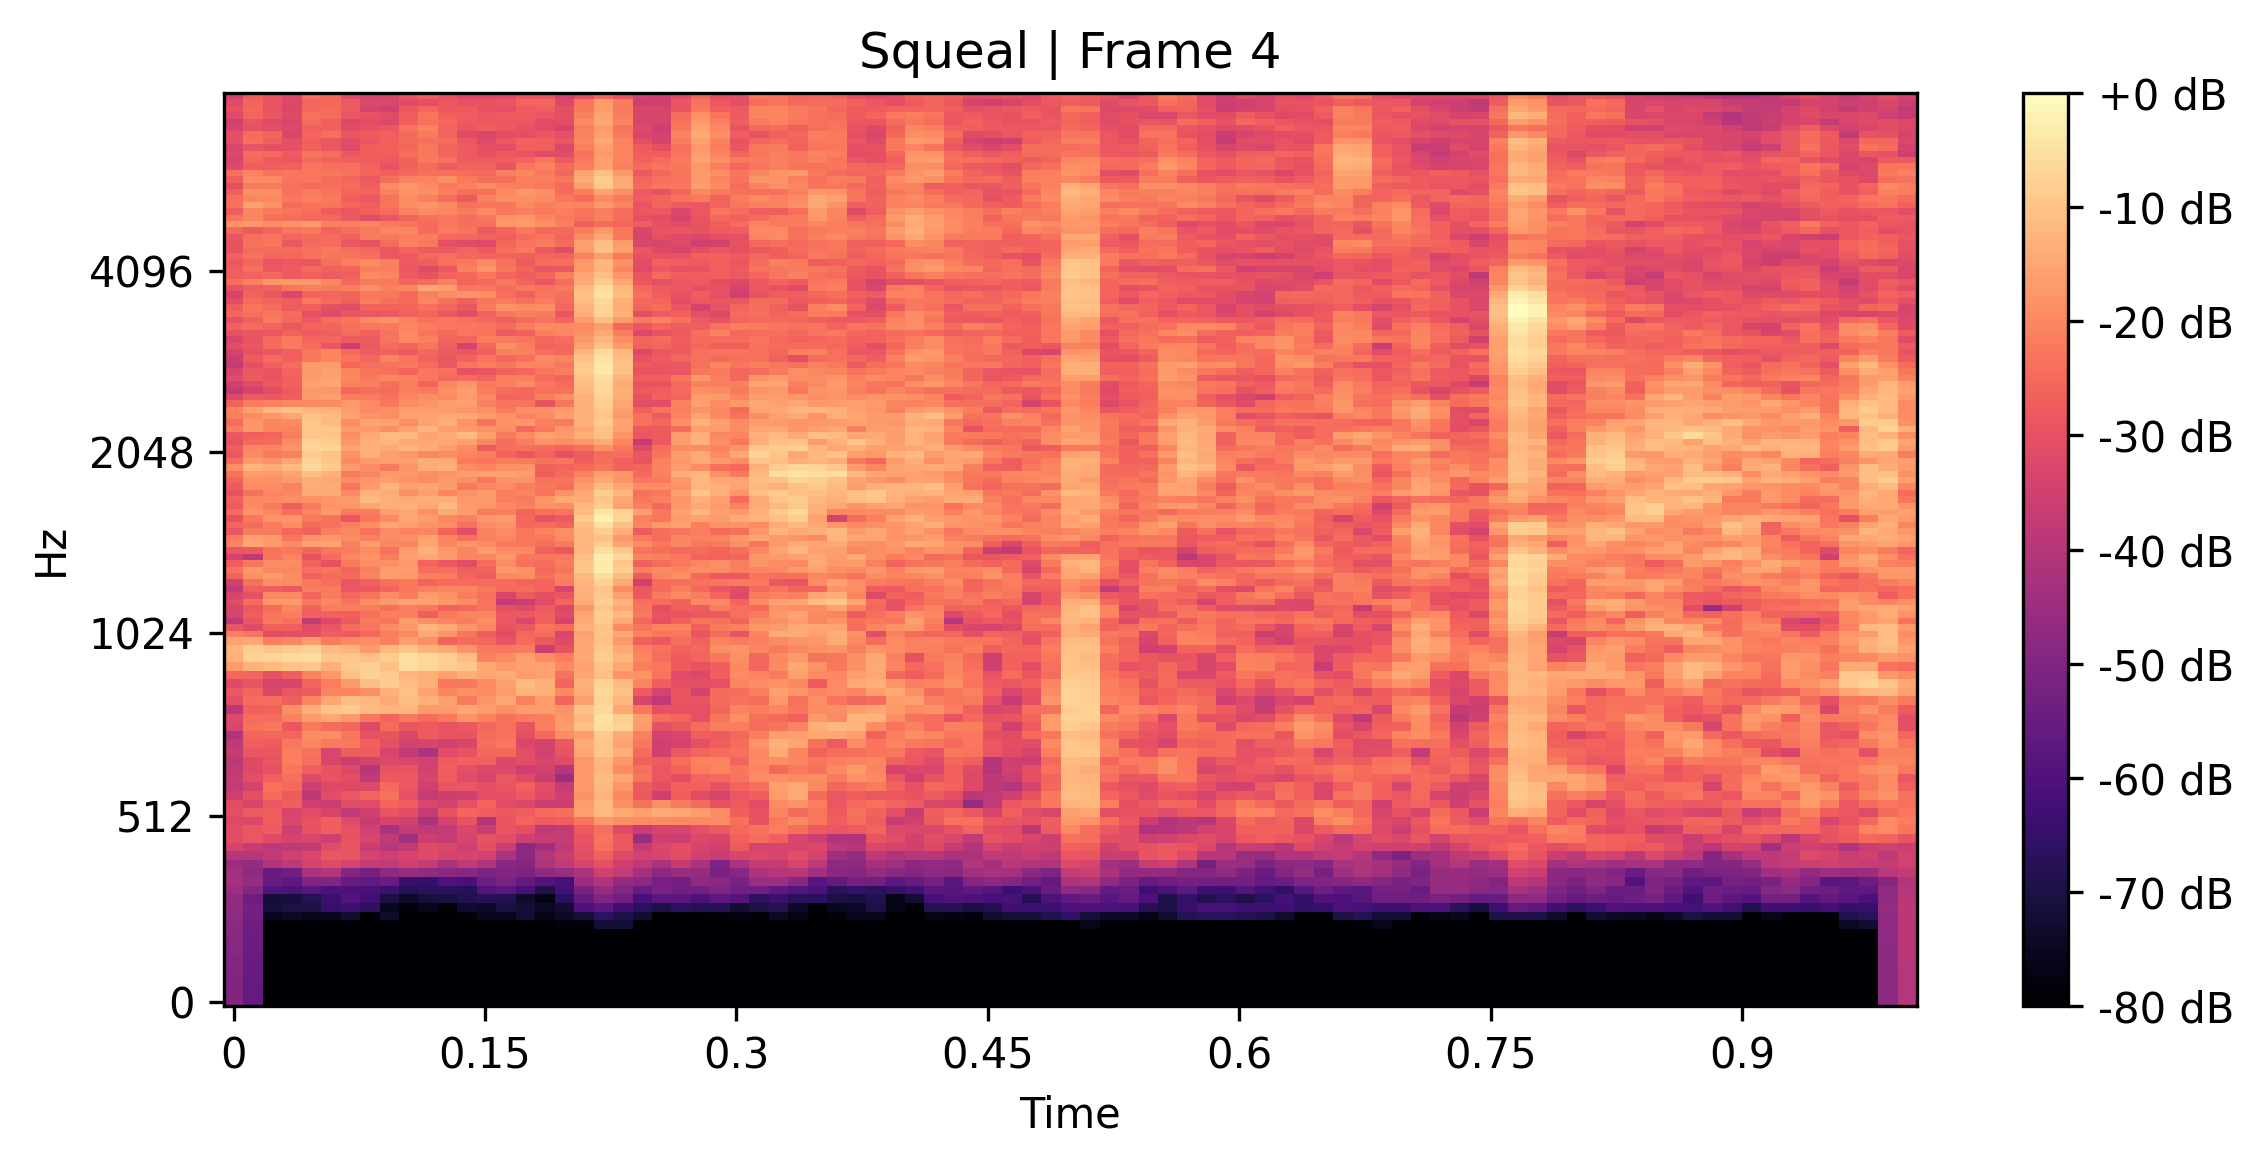 Squeal | Frame 4
+0 dB
-10 dB
-20 dB
-30 dB
-40 dB
-50 dB
-60 dB
-70 dB
-80 dB
Hz
4096
2048
1024
512
0
0 0.15 0.3 0.45 0.6 0.75 0.9
Time